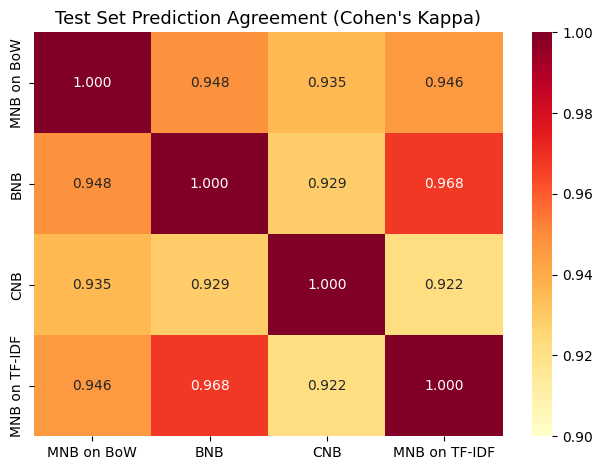 Test Set Prediction Agreement (Cohen's Kappa)
MNB on BoW
1.000
0.948
0.935
0.946
BNB
0.948
1.000
0.929
0.968
CNB
0.935
0.929
1.000
0.922
MNB on TF-IDF
0.946
0.968
0.922
1.000
MNB on BoW
BNB
CNB
MNB on TF-IDF
1.00
0.98
0.96
0.94
0.92
0.90